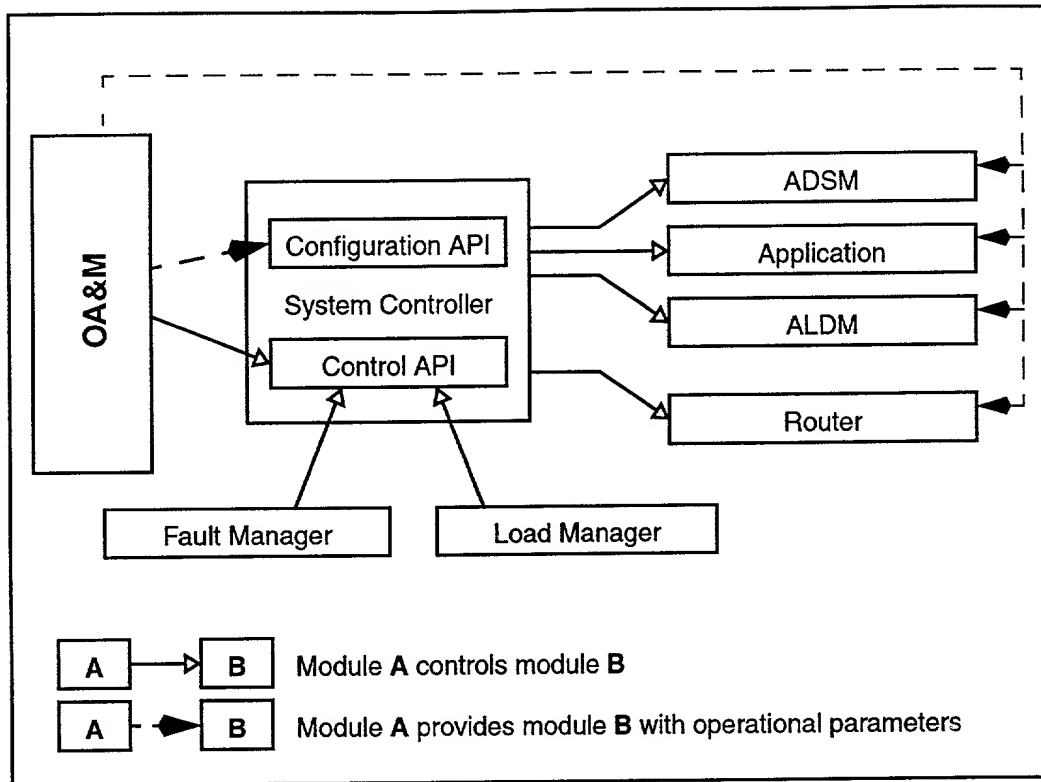 OA&M
Configuration API
System Controller
Control API
ADSM
Application
ALDM
Router
Fault Manager
Load Manager
A B Module A controls module B
A B Module A provides module B with operational parameters